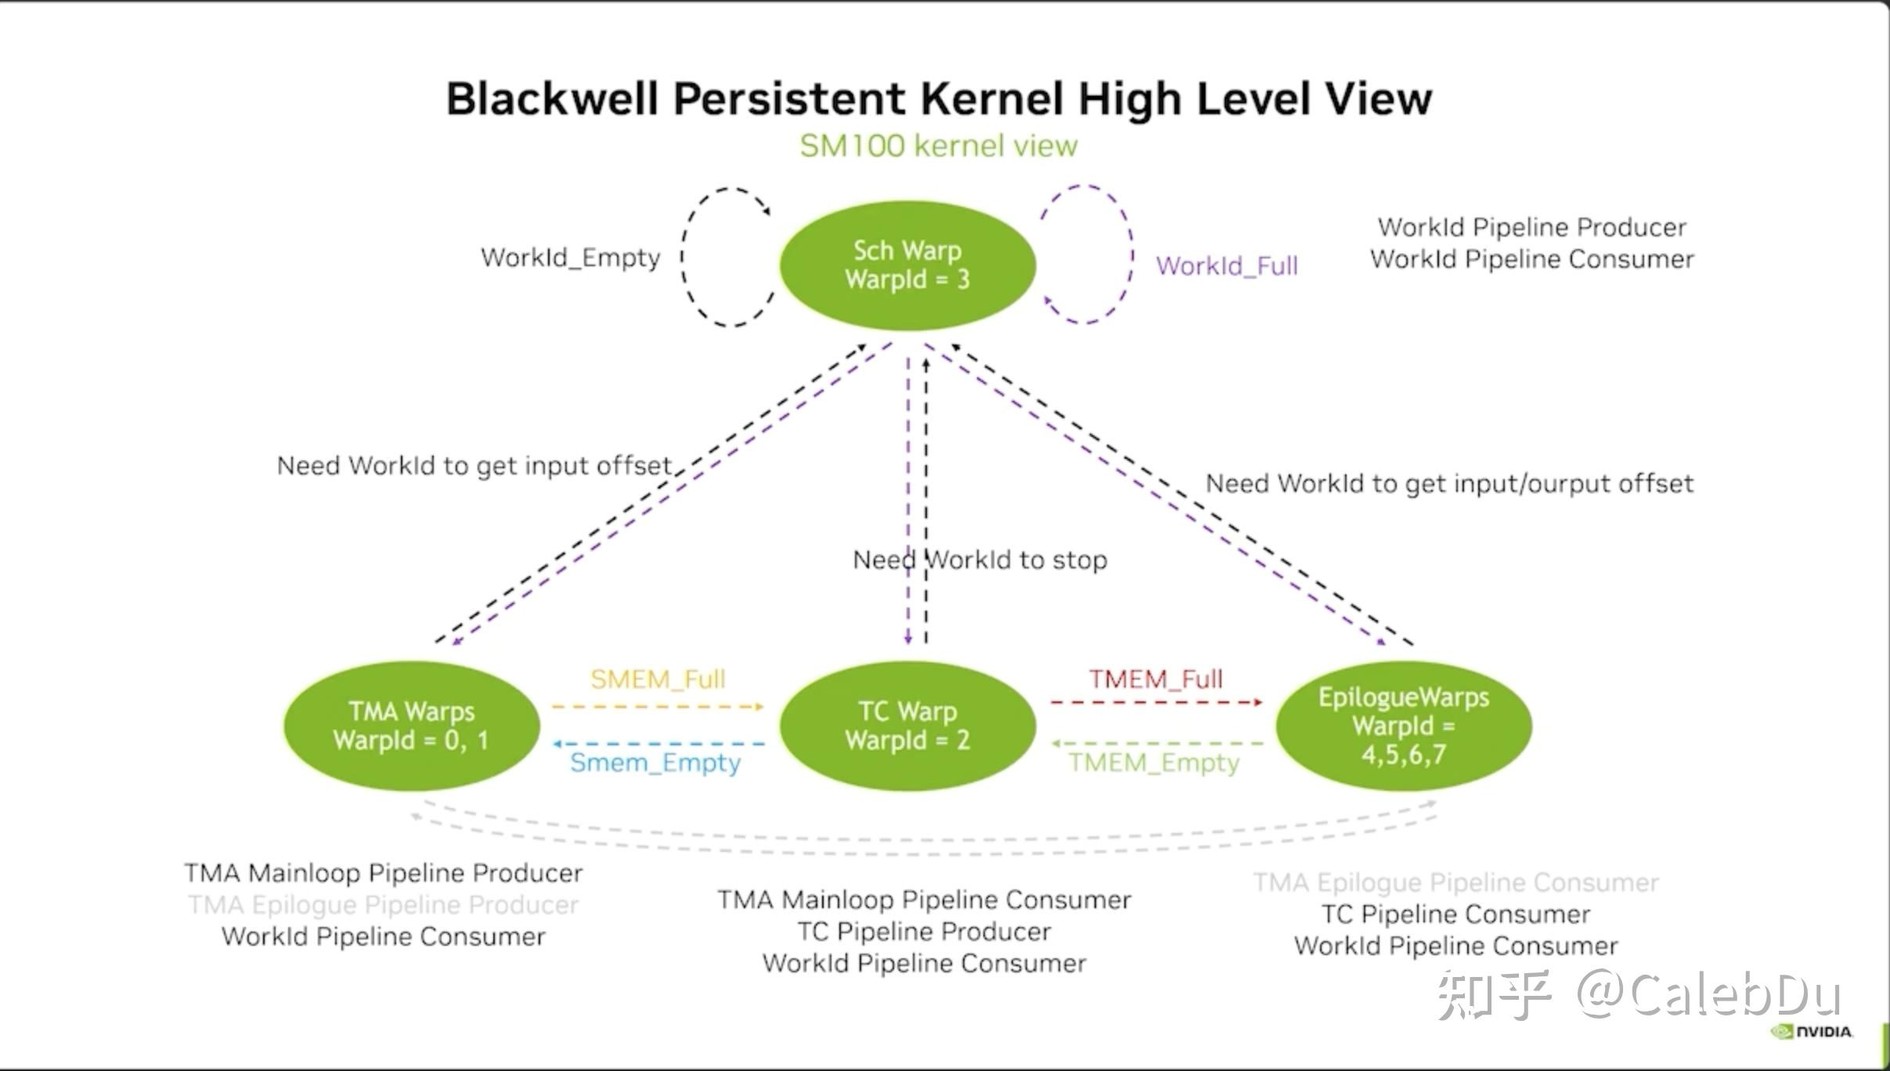 Blackwell Persistent Kernel High Level View
SM100 kernel view
WorkId_Empty
Sch Warp
WarpId = 3
WorkId_Full
WorkId Pipeline Producer
WorkId Pipeline Consumer
Need WorkId to get input offset
Need WorkId to get input/ourput offset
Need WorkId to stop
TMA Warps
WarpId = 0, 1
SMEM_Full
Smem_Empty
TC Warp
WarpId = 2
TMEM_Full
TMEM_Empty
EpilogueWarps
WarpId =
4,5,6,7
TMA Mainloop Pipeline Producer
TMA Epilogue Pipeline Producer
WorkId Pipeline Consumer
TMA Mainloop Pipeline Consumer
TC Pipeline Producer
WorkId Pipeline Consumer
TMA Epilogue Pipeline Consumer
TC Pipeline Consumer
WorkId Pipeline Consumer
知乎 @CalebDu
NVIDIA